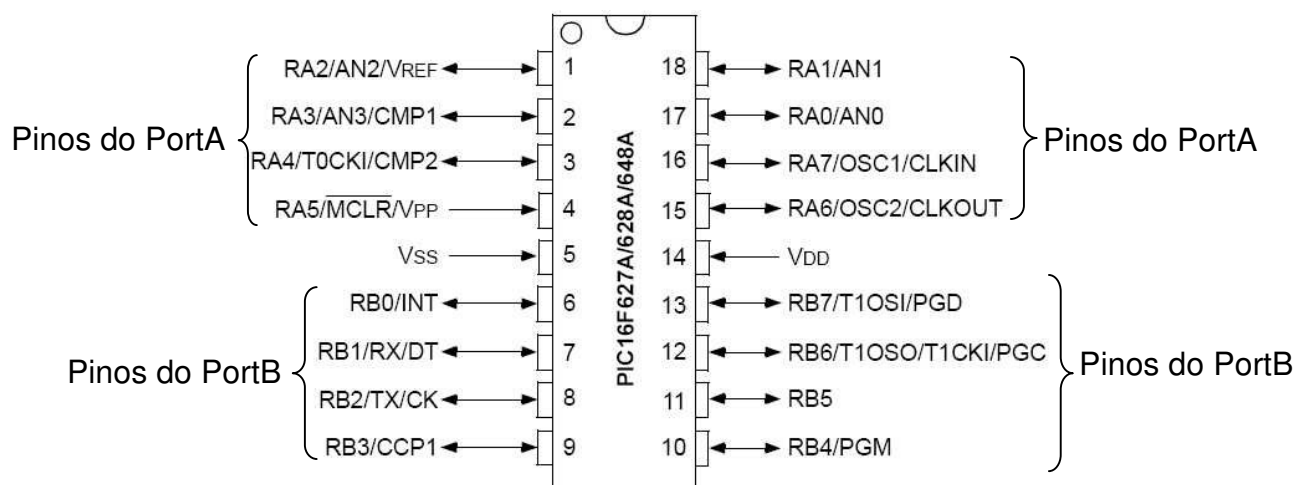 Pinos do PortA
RA2/AN2/VREF
RA3/AN3/CMP1
RA4/T0CKI/CMP2
RA5/MCLR/VPP
VSS
Pinos do PortB
RB0/INT
RB1/RX/DT
RB2/TX/CK
RB3/CCP1
1
2
3
4
5
6
7
8
9
PIC16F627A/628A/648A
18
17
16
15
14
13
12
11
10
RA1/AN1
RA0/AN0
RA7/OSC1/CLKIN
RA6/OSC2/CLKOUT
VDD
RB7/T1OSI/PGD
RB6/T1OSO/T1CKI/PGC
RB5
RB4/PGM
Pinos do PortA
Pinos do PortB